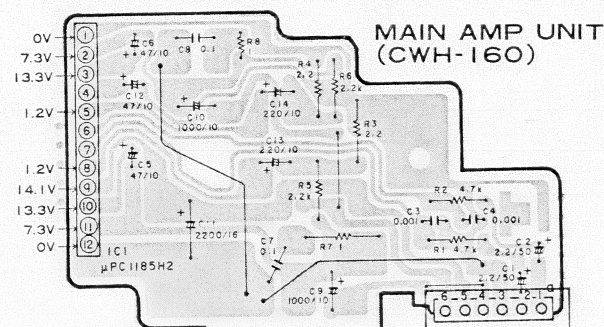 MAIN AMP UNIT
(CWH-160)
0V
7.3V
13.3V
1.2V
1.2V
14.1V
13.3V
7.3V
0V
1
2
3
4
5
6
7
8
9
10
11
12
IC1
μPC1185H2
C6
47/10
C8 0.1
R8
1
C12
47/10
C10
1000/10
C14
220/10
R4
2.2
R6
2.2k
R3
2.2
C13
220/10
C5
47/10
R5
2.2k
2200/16
C7
0.1
R7 1
C9
1000/10
R2 4.7k
C3
0.001
C4
0.001
R1 4.7k
C2
2.2/50
C1
2.2/50
6 5 4 3 2 1